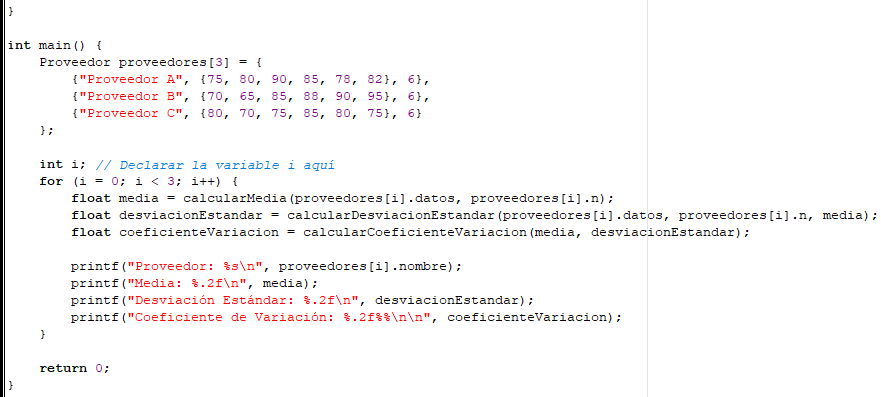 }
int main() {
    Proveedor proveedores[3] = {
        {"Proveedor A", {75, 80, 90, 85, 78, 82}, 6},
        {"Proveedor B", {70, 65, 85, 88, 90, 95}, 6},
        {"Proveedor C", {80, 70, 75, 85, 80, 75}, 6}
    };
    int i; // Declarar la variable i aquí
    for (i = 0; i < 3; i++) {
        float media = calcularMedia(proveedores[i].datos, proveedores[i].n);
        float desviacionEstandar = calcularDesviacionEstandar(proveedores[i].datos, proveedores[i].n, media);
        float coeficienteVariacion = calcularCoeficienteVariacion(media, desviacionEstandar);
        printf("Proveedor: %s\n", proveedores[i].nombre);
        printf("Media: %.2f\n", media);
        printf("Desviación Estándar: %.2f\n", desviacionEstandar);
        printf("Coeficiente de Variación: %.2f%%\n\n", coeficienteVariacion);
    }
    return 0;
}